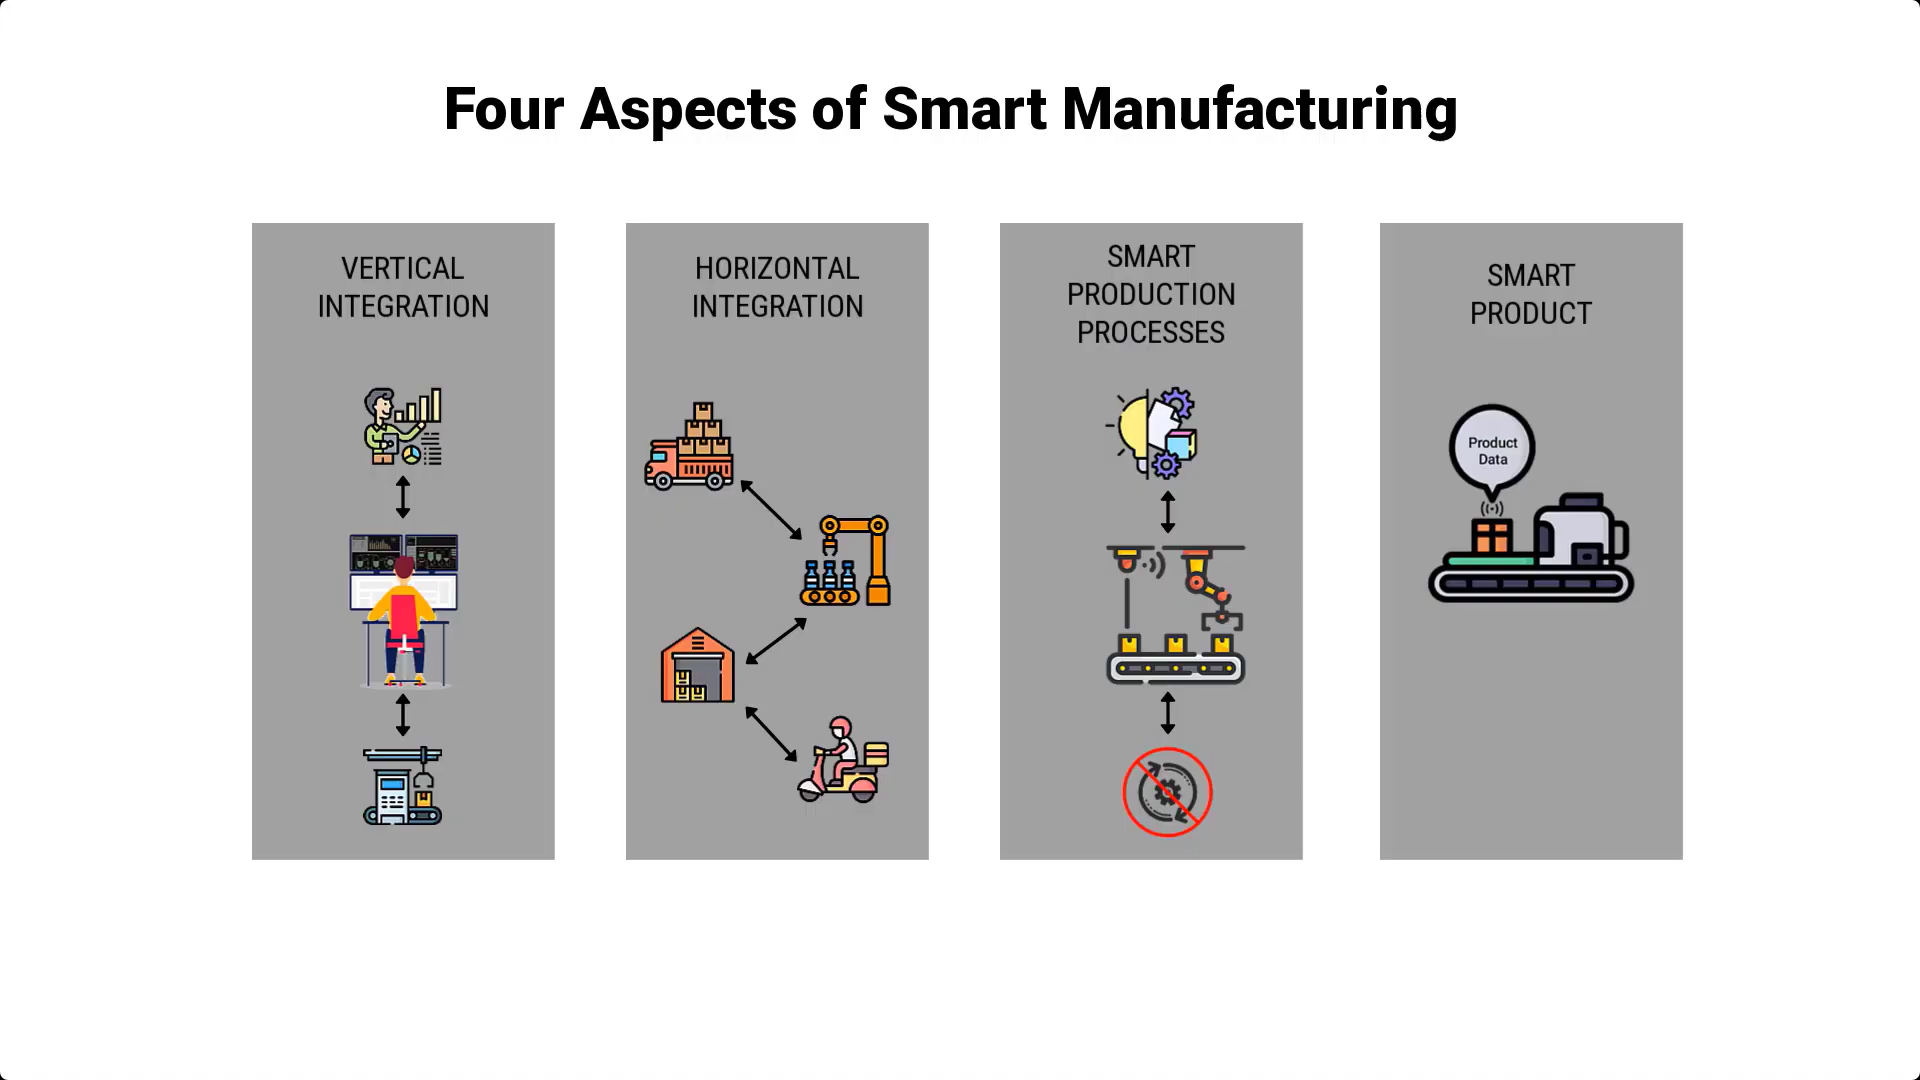 Four Aspects of Smart Manufacturing
VERTICAL
INTEGRATION
HORIZONTAL
INTEGRATION
SMART
PRODUCTION
PROCESSES
SMART
PRODUCT
Product
Data